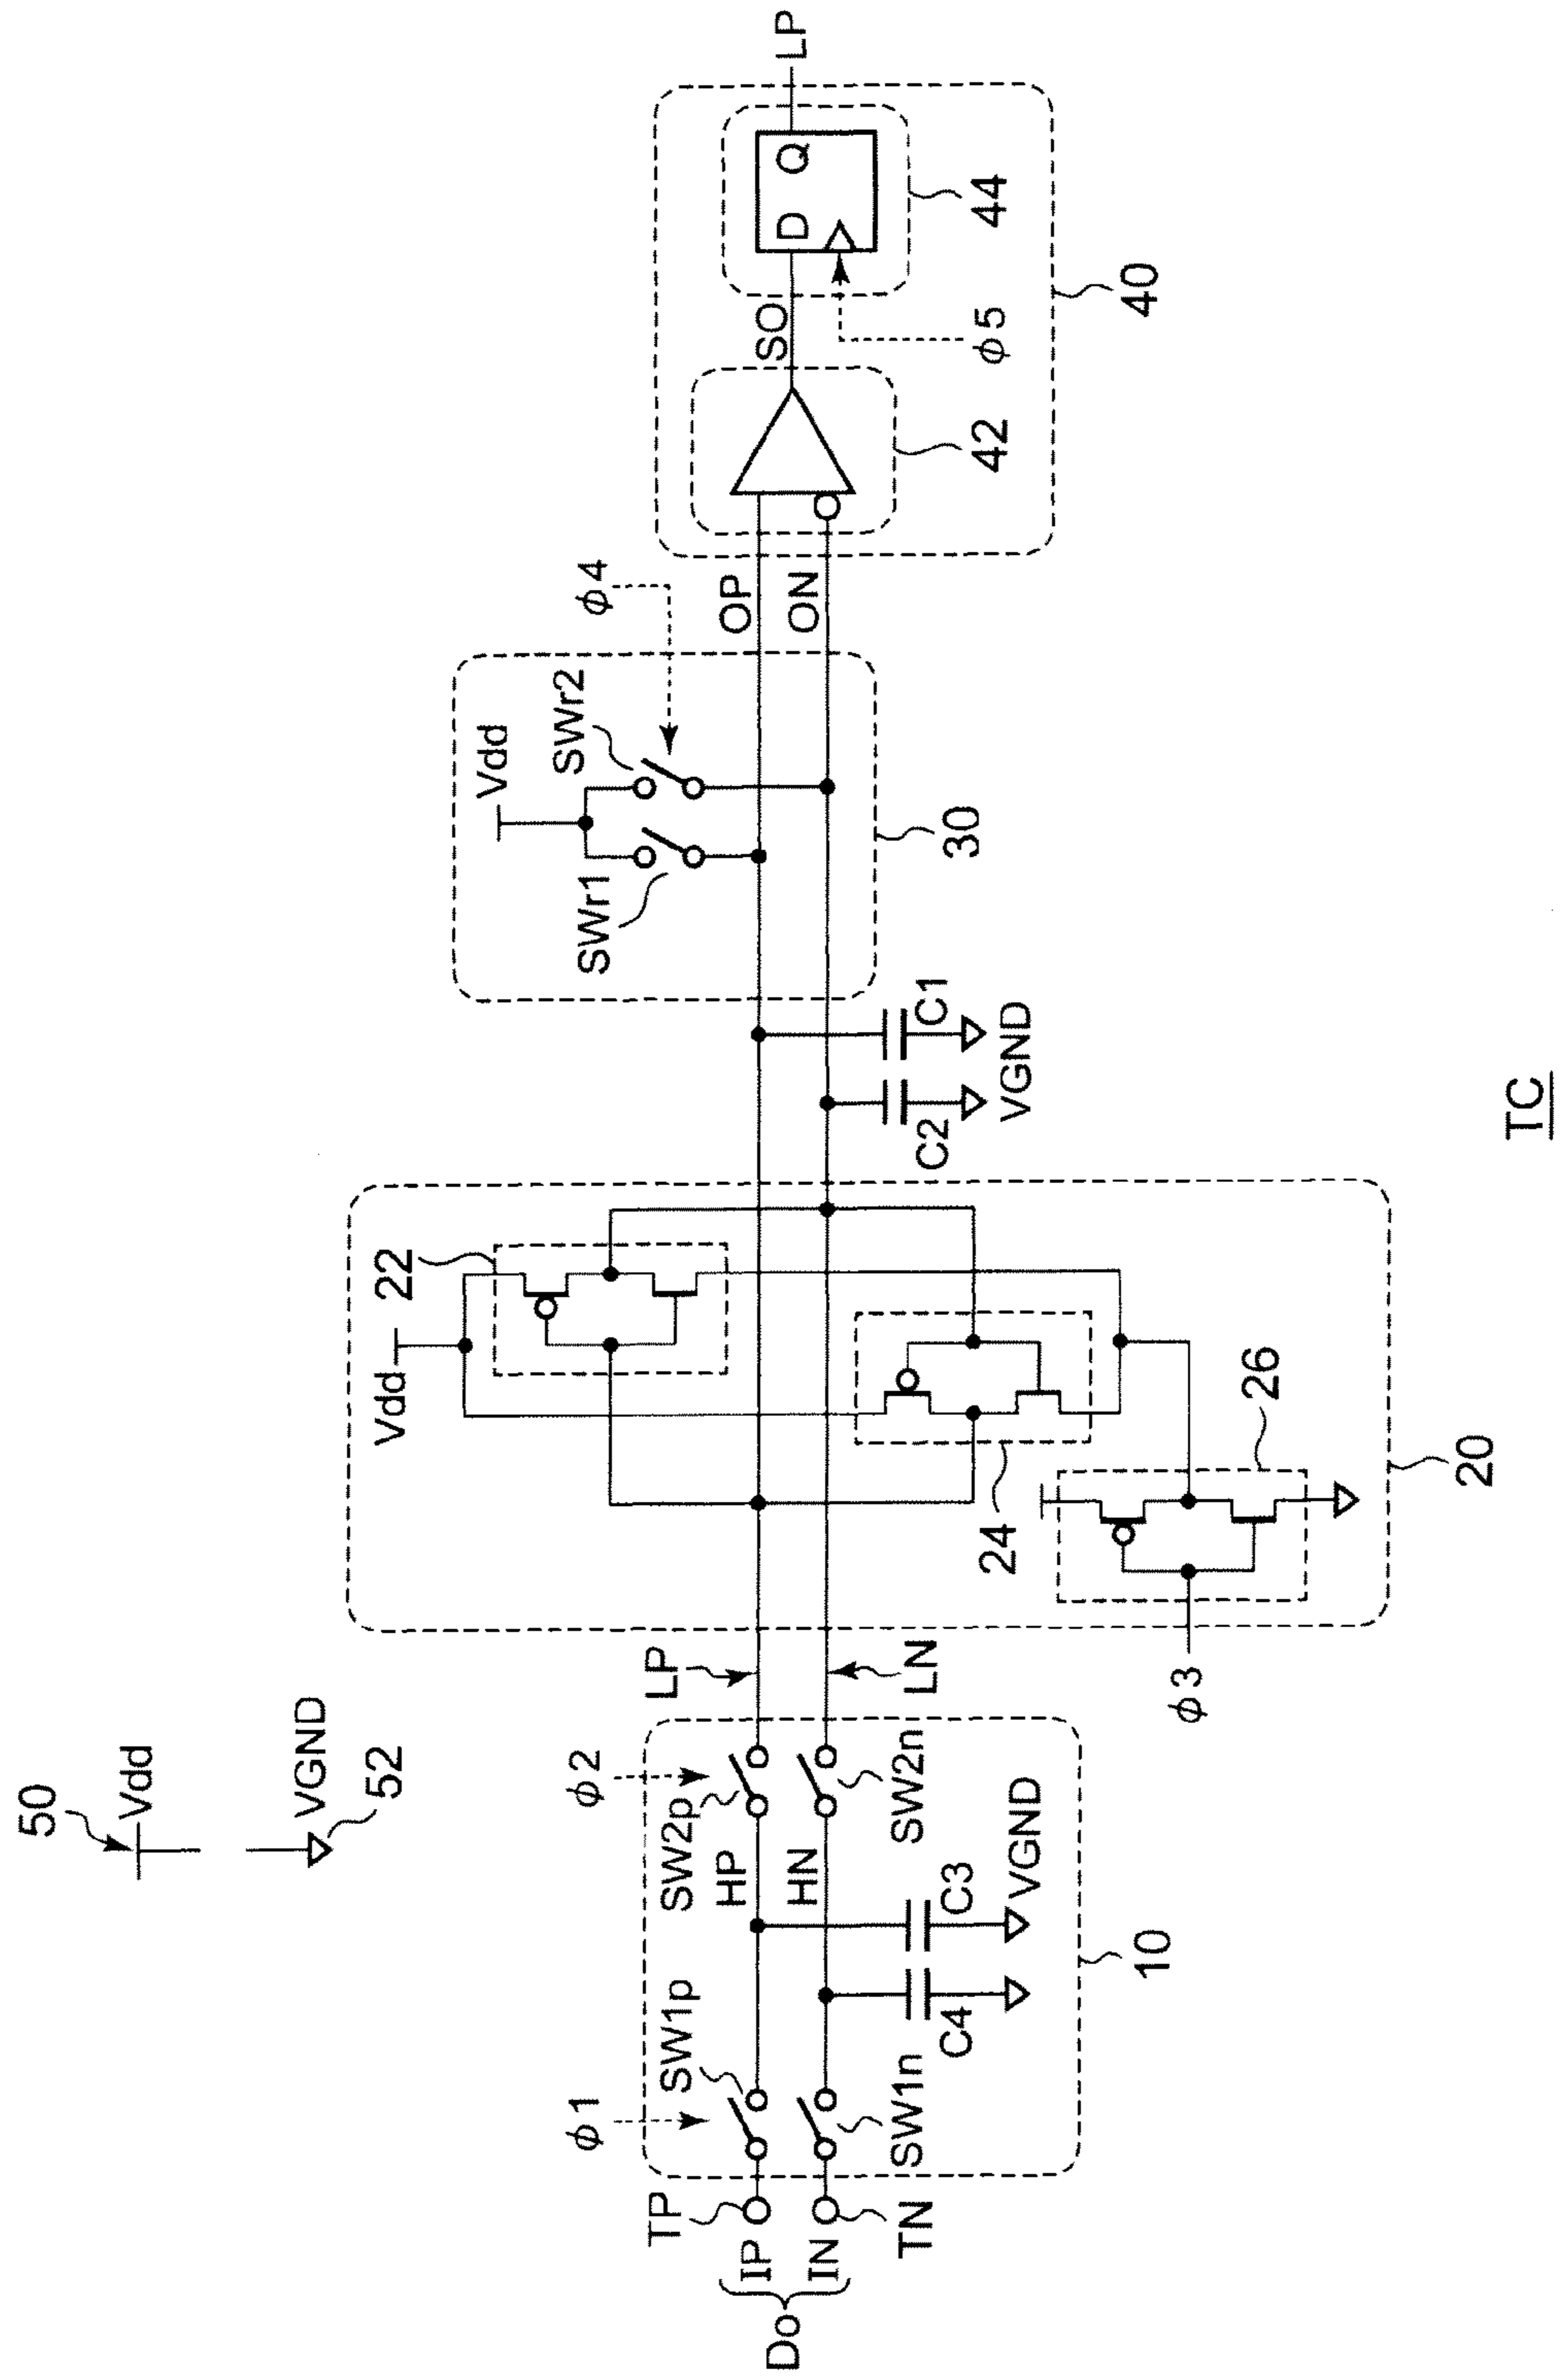 50
Vdd
VGND
52
Do
IP
IN
TP
TN
φ1
SW1p
SW1n
HP
HN
C4
C3
VGND
10
φ2
SW2p
SW2n
LP
LN
φ3
Vdd
22
24
26
20
C2
C1
VGND
Vdd
SWr1
SWr2
30
φ4
OP
ON
42
SO
φ5
D
Q
44
40
LP
TC